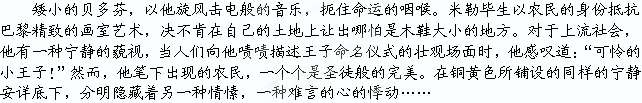 矮小的贝多芬，以他旋风击电般的音乐，扼住命运的咽喉。米勒毕生以农民的身份抵抗
巴黎精致的画室艺术，决不肯在自己的土地上让出哪怕是木鞋大小的地方。对于上流社会，
他有一种宁静的藐视，当人们向他啧啧描述王子命名仪式的壮观场面时，他感叹道：“可怜的
小王子！”然而，他笔下出现的农民，一个个是圣徒般的完美。在铜黄色所铺设的同样的宁静
安详底下，分明隐藏着另一种情愫，一种难言的心的悸动……